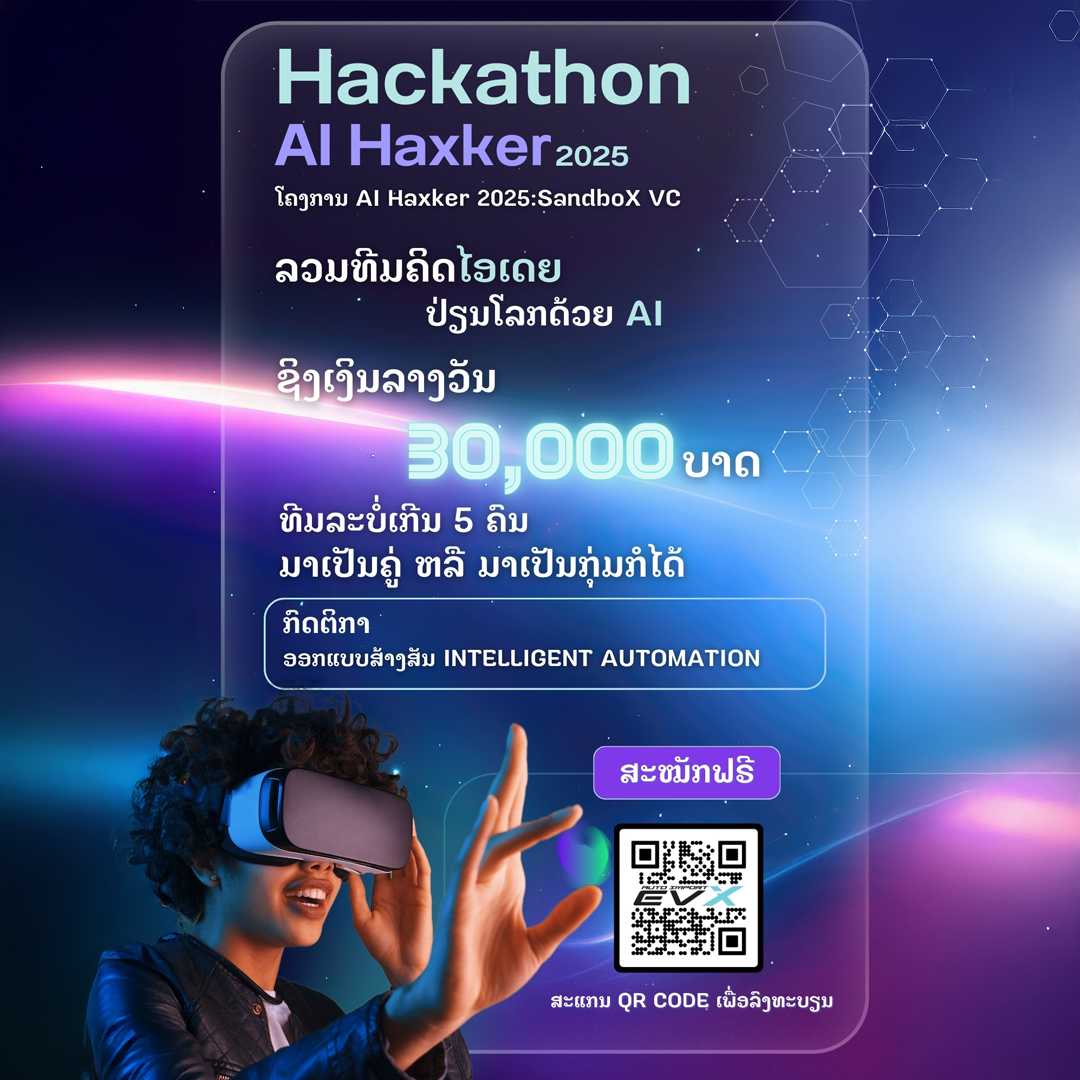 Hackathon
AI Haxker 2025
ໂຄງການ AI Haxker 2025:SandboX VC
ລວມທີມຄິດໄອເດຍ
ປ່ຽນໂລກດ້ວຍ AI
ຊິງເງິນລາງວັນ
30,000 ບາດ
ທີມລະບໍ່ເກີນ 5 ຄົນ
ມາເປັນຄູ່ ຫລື ມາເປັນກຸ່ມກໍໄດ້
ກົດຕິກາ
ອອກແບບສ້າງສັນ INTELLIGENT AUTOMATION
ສະໝັກຟຣີ
AUTO IMPORT
EVX
ສະແກນ QR CODE ເພື່ອລົງທະບຽນ